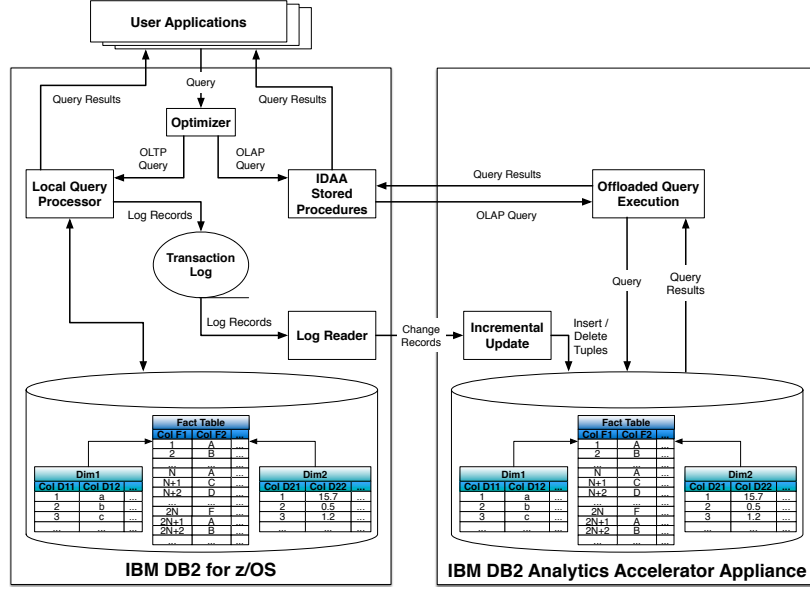 User Applications
Query Results
Query
Query Results
Optimizer
OLTP
Query
OLAP
Query
Local Query
Processor
IDAA
Stored
Procedures
Query Results
OLAP Query
Offloaded Query
Execution
Log Records
Transaction
Log
Query
Query
Results
Log Records
Log Reader
Change
Records
Incremental
Update
Insert /
Delete
Tuples
Fact Table
Col F1 Col F2 ...
1 A ...
2 B ...
... ... ...
N A ...
N+1 C ...
N+2 D ...
... ... ...
2N F ...
2N+1 A ...
2N+2 B ...
... ... ...
Dim1
Col D11 Col D12 ...
1 a ...
2 b ...
3 c ...
... ... ...
Dim2
Col D21 Col D22 ...
1 15.7 ...
2 0.5 ...
3 1.2 ...
... ... ...
IBM DB2 for z/OS
Fact Table
Col F1 Col F2 ...
1 A ...
2 B ...
... ... ...
N A ...
N+1 C ...
N+2 D ...
... ... ...
2N F ...
2N+1 A ...
2N+2 B ...
... ... ...
Dim1
Col D11 Col D12 ...
1 a ...
2 b ...
3 c ...
... ... ...
Dim2
Col D21 Col D22 ...
1 15.7 ...
2 0.5 ...
3 1.2 ...
... ... ...
IBM DB2 Analytics Accelerator Appliance